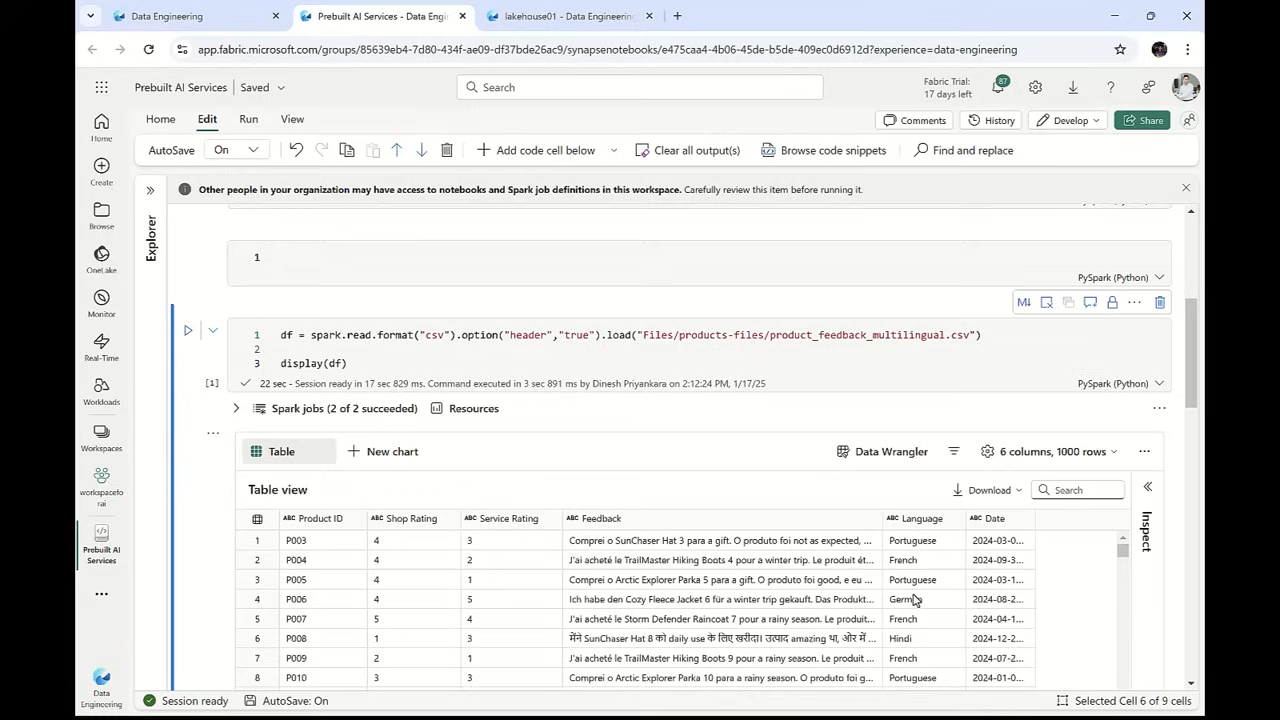 Data Engineering
Prebuilt AI Services - Data Engi
lakehouse01 - Data Engineering
app.fabric.microsoft.com/groups/85639eb4-7d80-434f-ae09-df37bde26ac9/synapsenotebooks/e475caa4-4b06-45de-b5de-409ec0d6912d?experience=data-engineering
Prebuilt AI Services
Saved
Search
Fabric Trial:
17 days left
87
Home
Edit
Run
View
Comments
History
Develop
Share
AutoSave
On
Add code cell below
Clear all output(s)
Browse code snippets
Find and replace
Home
Create
Browse
OneLake
Monitor
Real-Time
Workloads
Workspaces
workspacefo
rai
Prebuilt AI
Services
Data
Engineering
Explorer
Other people in your organization may have access to notebooks and Spark job definitions in this workspace. Carefully review this item before running it.
1
PySpark (Python)
1 df = spark.read.format("csv").option("header","true").load("Files/products-files/product_feedback_multilingual.csv")
2
3 display(df)
[1]
22 sec - Session ready in 17 sec 829 ms. Command executed in 3 sec 891 ms by Dinesh Priyankara on 2:12:24 PM, 1/17/25
PySpark (Python)
Spark jobs (2 of 2 succeeded)
Resources
Table
New chart
Data Wrangler
6 columns, 1000 rows
Table view
Download
Search
Inspect
ABC Product ID ABC Shop Rating ABC Service Rating ABC Feedback ABC Language ABC Date
1 P003 4 3 Comprei o SunChaser Hat 3 para a gift. O produto foi not as expected, ... Portuguese 2024-03-0...
2 P004 4 2 J'ai acheté le TrailMaster Hiking Boots 4 pour a winter trip. Le produit ét... French 2024-09-3...
3 P005 4 1 Comprei o Arctic Explorer Parka 5 para a gift. O produto foi good, e eu ... Portuguese 2024-03-1...
4 P006 4 5 Ich habe den Cozy Fleece Jacket 6 für a winter trip gekauft. Das Produkt... 2024-08-2...
5 P007 5 4 J'ai acheté le Storm Defender Raincoat 7 pour a rainy season. Le produit... French 2024-04-1...
6 P008 1 3 मैंने SunChaser Hat 8 को daily use के लिए खरीदा। उत्पाद amazing था, और में ... Hindi 2024-12-2...
7 P009 2 1 J'ai acheté le TrailMaster Hiking Boots 9 pour a rainy season. Le produit ... French 2024-07-2...
8 P010 3 3 Comprei o Arctic Explorer Parka 10 para a rainy season. O produto foi g... Portuguese 2024-01-0...
Session ready
AutoSave: On
Selected Cell 6 of 9 cells